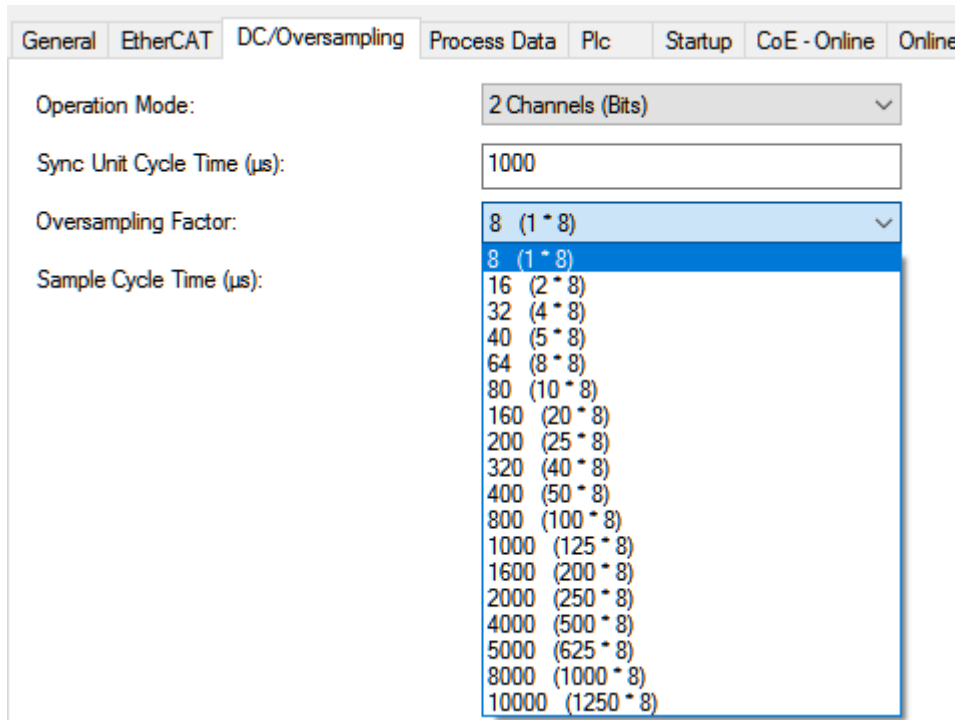 General EtherCAT DC/Oversampling Process Data Plc Startup CoE - Online Online
Operation Mode: 2 Channels (Bits)
Sync Unit Cycle Time (µs): 1000
Oversampling Factor: 8 (1 * 8)
8 (1 * 8)
Sample Cycle Time (µs):
16 (2 * 8)
32 (4 * 8)
40 (5 * 8)
64 (8 * 8)
80 (10 * 8)
160 (20 * 8)
200 (25 * 8)
320 (40 * 8)
400 (50 * 8)
800 (100 * 8)
1000 (125 * 8)
1600 (200 * 8)
2000 (250 * 8)
4000 (500 * 8)
5000 (625 * 8)
8000 (1000 * 8)
10000 (1250 * 8)